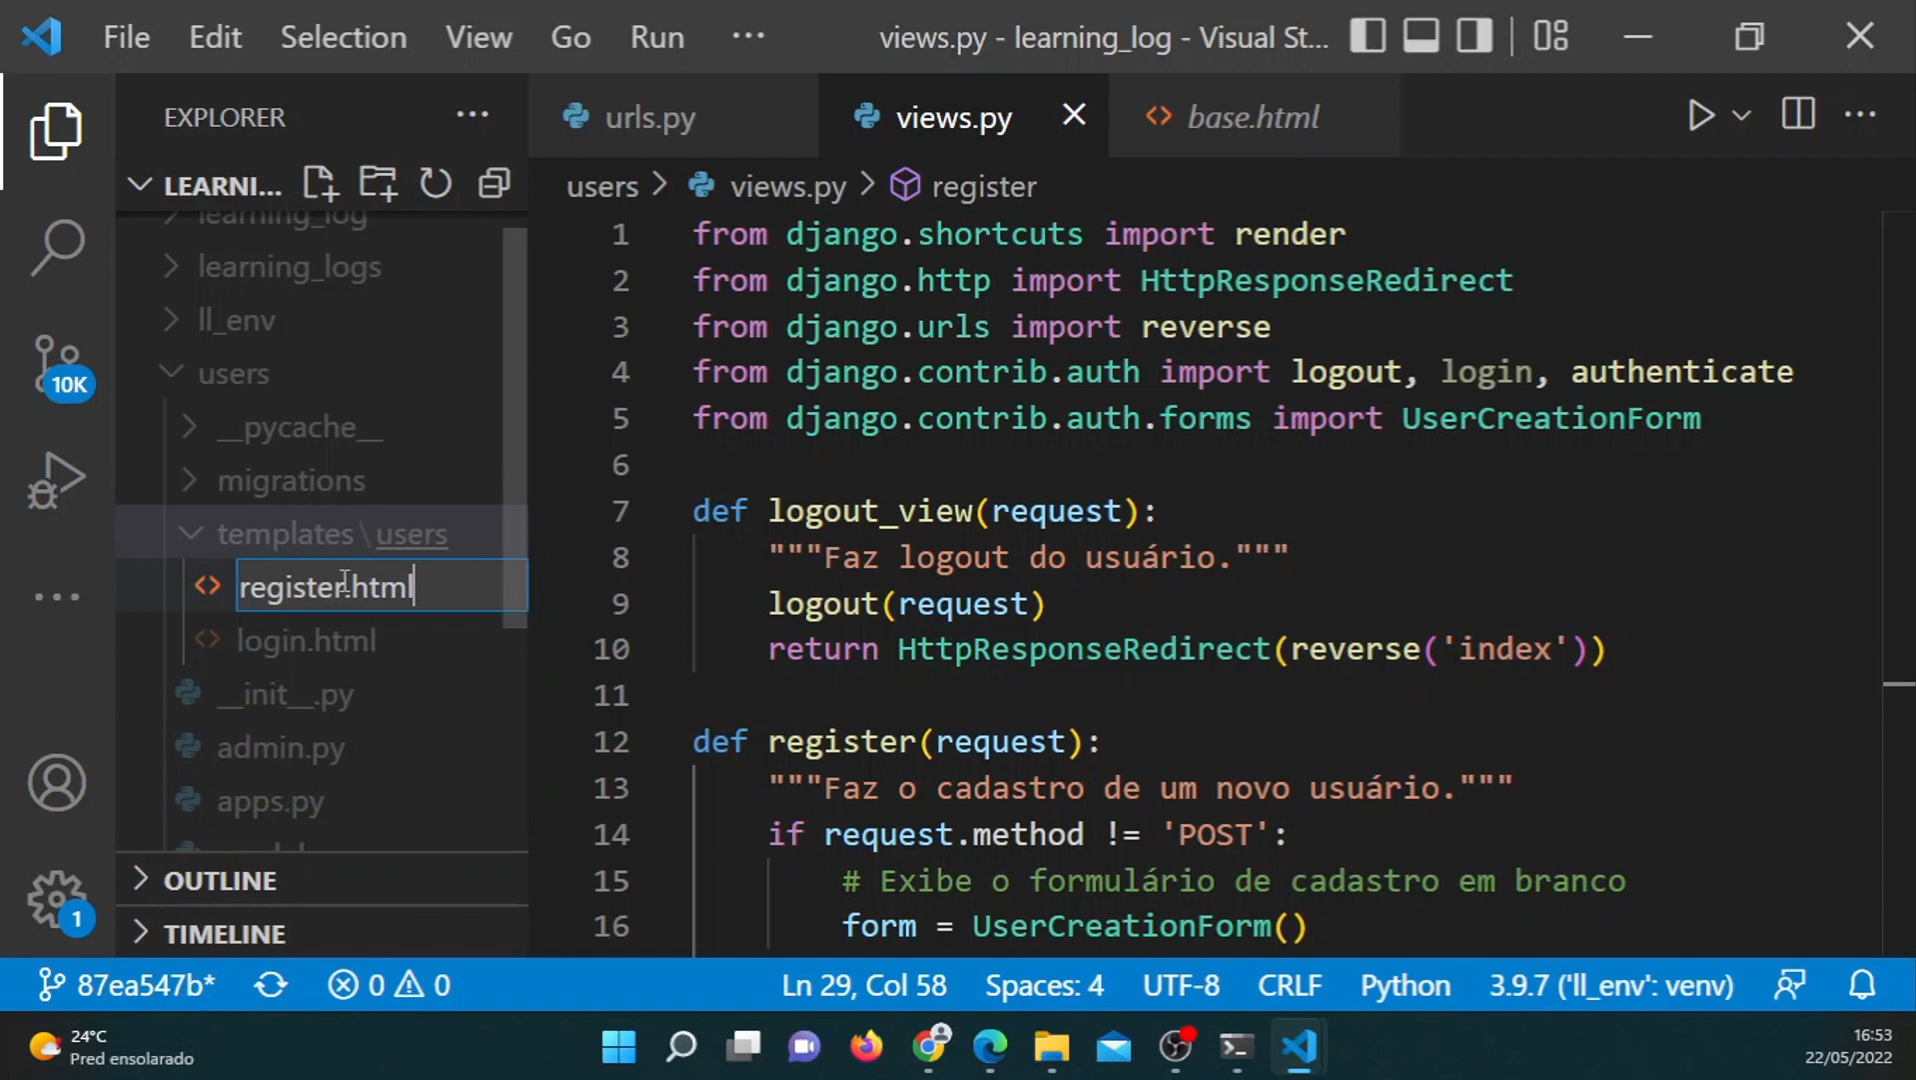 File Edit Selection View Go Run ··· views.py - learning_log - Visual St...
EXPLORER ···
urls.py
views.py
base.html
LEARNI...
users > views.py > register
learning_log
learning_logs
ll_env
users
__pycache__
migrations
templates\users
register.html
login.html
__init__.py
admin.py
apps.py
OUTLINE
TIMELINE
10K
1
1 from django.shortcuts import render
2 from django.http import HttpResponseRedirect
3 from django.urls import reverse
4 from django.contrib.auth import logout, login, authenticate
5 from django.contrib.auth.forms import UserCreationForm
6
7 def logout_view(request):
8 """Faz logout do usuário."""
9 logout(request)
10 return HttpResponseRedirect(reverse('index'))
11
12 def register(request):
13 """Faz o cadastro de um novo usuário."""
14 if request.method != 'POST':
15 # Exibe o formulário de cadastro em branco
16 form = UserCreationForm()
87ea547b* 0 0 Ln 29, Col 58 Spaces: 4 UTF-8 CRLF Python 3.9.7 ('ll_env': venv)
24°C
Pred ensolarado
16:53
22/05/2022